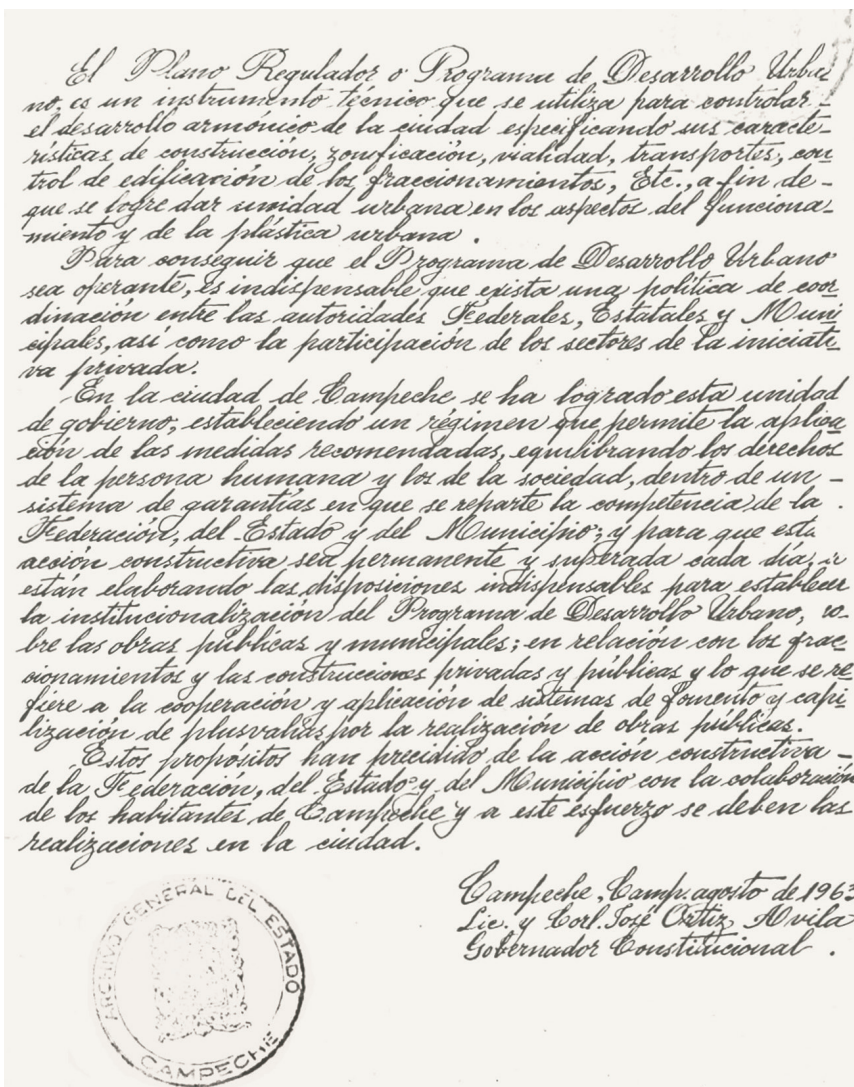 El Plano Regulador o Programa de Desarrollo Urba
no, es un instrumento técnico que se utiliza para controlar -
el desarrollo armónico de la ciudad especificando sus caracte-
rísticas de construcción, zonificación, vialidad, transportes, con
trol de edificación de los fraccionamientos, Etc., a fin de -
que se logre dar unidad urbana en los aspectos del funciona-
miento y de la plástica urbana.
Para conseguir que el Programa de Desarrollo Urbano
sea operante, es indispensable que exista una política de coor
dinación entre las autoridades Federales, Estatales y Muni
cipales, así como la participación de los sectores de la iniciati-
va privada.
En la ciudad de Campeche se ha logrado esta unidad
de gobierno, estableciendo un régimen que permite la aplica
ción de las medidas recomendadas, equilibrando los derechos
de la persona humana y los de la sociedad, dentro de un -
sistema de garantías en que se reparte la competencia de la
Federación, del Estado y del Municipio; y para que esta
acción constructiva sea permanente y superada cada día,
están elaborando las disposiciones indispensables para establecer
la institucionalización del Programa de Desarrollo Urbano, so-
bre las obras públicas y municipales; en relación con los frac-
cionamientos y las construcciones privadas y públicas y lo que se re
fiere a la cooperación y aplicación de sistemas de fomento y capi
lización de plusvalías por la realización de obras públicas.
Estos propósitos han precidido de la acción constructiva -
de la Federación, del Estado y del Municipio con la colaboración
de los habitantes de Campeche y a este esfuerzo se deben las
realizaciones en la ciudad.
Campeche, Camp. agosto de 1963
Lic. y Corl. José Ortiz Avila
Gobernador Constitucional.
ARCHIVO GENERAL DEL ESTADO
CAMPECHE